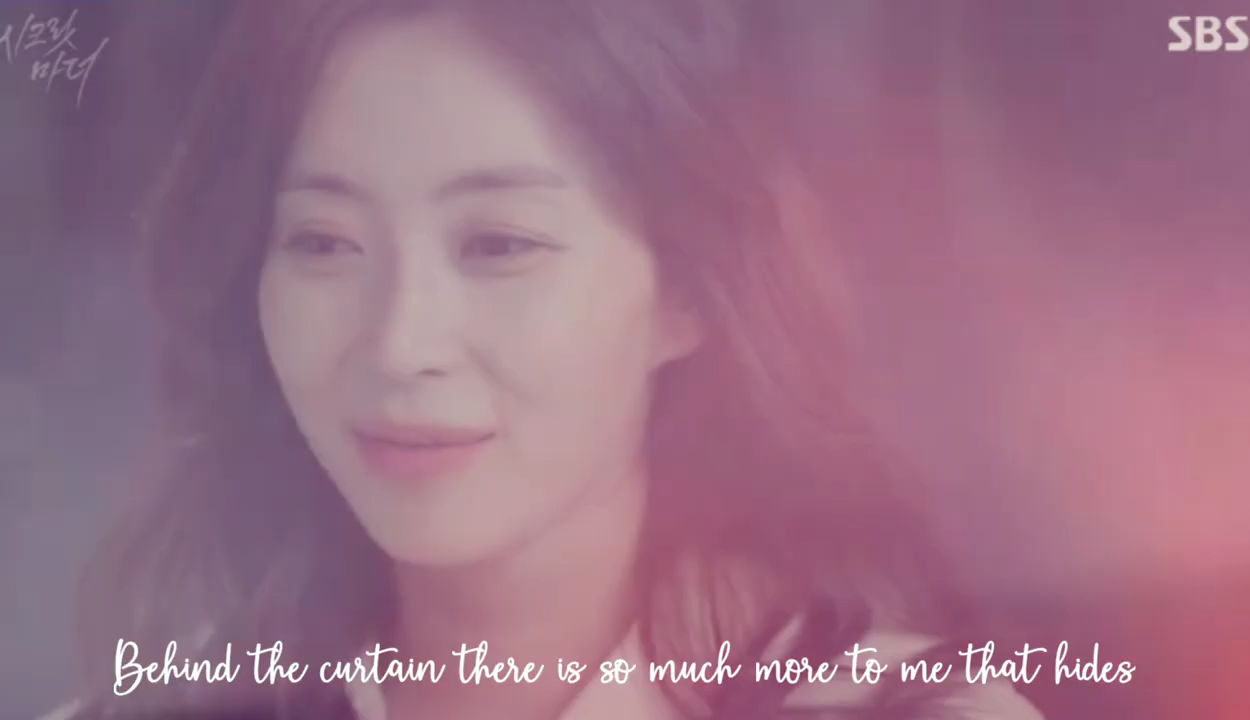 시크릿
마더
SBS
Behind the curtain there is so much more to me that hides